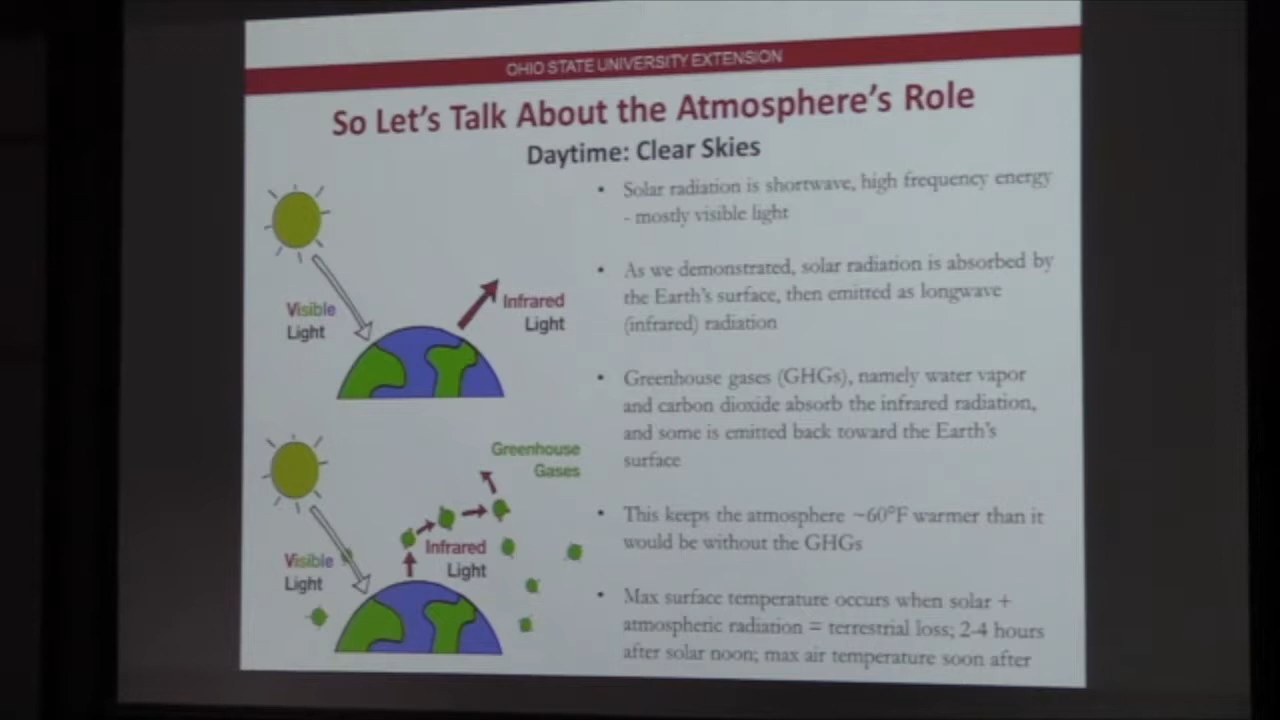 OHIO STATE UNIVERSITY EXTENSION
So Let's Talk About the Atmosphere's Role
Daytime: Clear Skies
• Solar radiation is shortwave, high frequency energy
- mostly visible light
• As we demonstrated, solar radiation is absorbed by
the Earth's surface, then emitted as longwave
(infrared) radiation
• Greenhouse gases (GHGs), namely water vapor
and carbon dioxide absorb the infrared radiation,
and some is emitted back toward the Earth's
surface
• This keeps the atmosphere ~60°F warmer than it
would be without the GHGs
• Max surface temperature occurs when solar +
atmospheric radiation = terrestrial loss; 2-4 hours
after solar noon; max air temperature soon after
Visible
Light
Infrared
Light
Greenhouse
Gases
Visible
Light
Infrared
Light